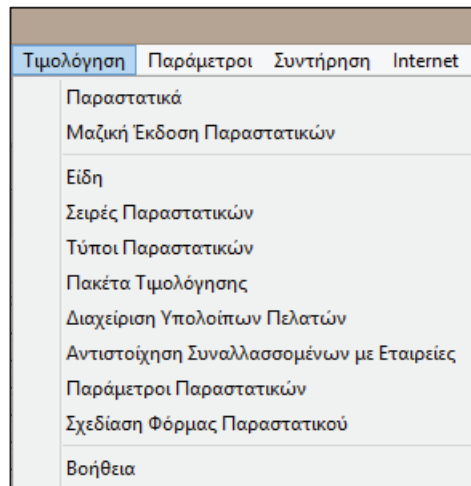 Τιμολόγηση Παράμετροι Συντήρηση Internet
Παραστατικά
Μαζική Έκδοση Παραστατικών
Είδη
Σειρές Παραστατικών
Τύποι Παραστατικών
Πακέτα Τιμολόγησης
Διαχείριση Υπολοίπων Πελατών
Αντιστοίχηση Συναλλασσομένων με Εταιρείες
Παράμετροι Παραστατικών
Σχεδίαση Φόρμας Παραστατικού
Βοήθεια